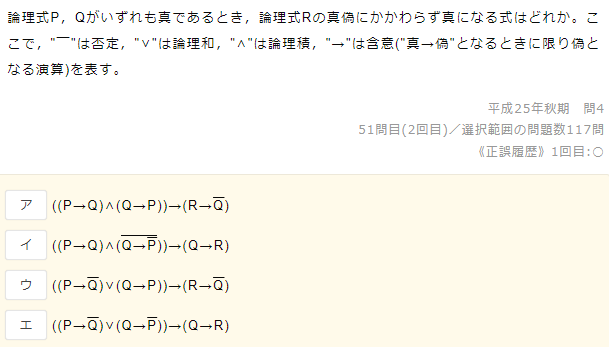 論理式P，Qがいずれも真であるとき，論理式Rの真偽にかかわらず真になる式はどれか。こ
こで，"￣"は否定，"∨"は論理和，"∧"は論理積，"→"は含意("真→偽"となるときに限り偽と
なる演算)を表す。
平成25年秋期　問4
51問目(2回目)／選択範囲の問題数117問
《正誤履歴》1回目:○
ア ((P→Q)∧(Q→P))→(R→Q̅)
イ ((P→Q)∧(Q̅→̅P̅̅))→(Q→R)
ウ ((P→Q̅)∨(Q→P))→(R→Q̅)
エ ((P→Q̅)∨(Q→P̅))→(Q→R)